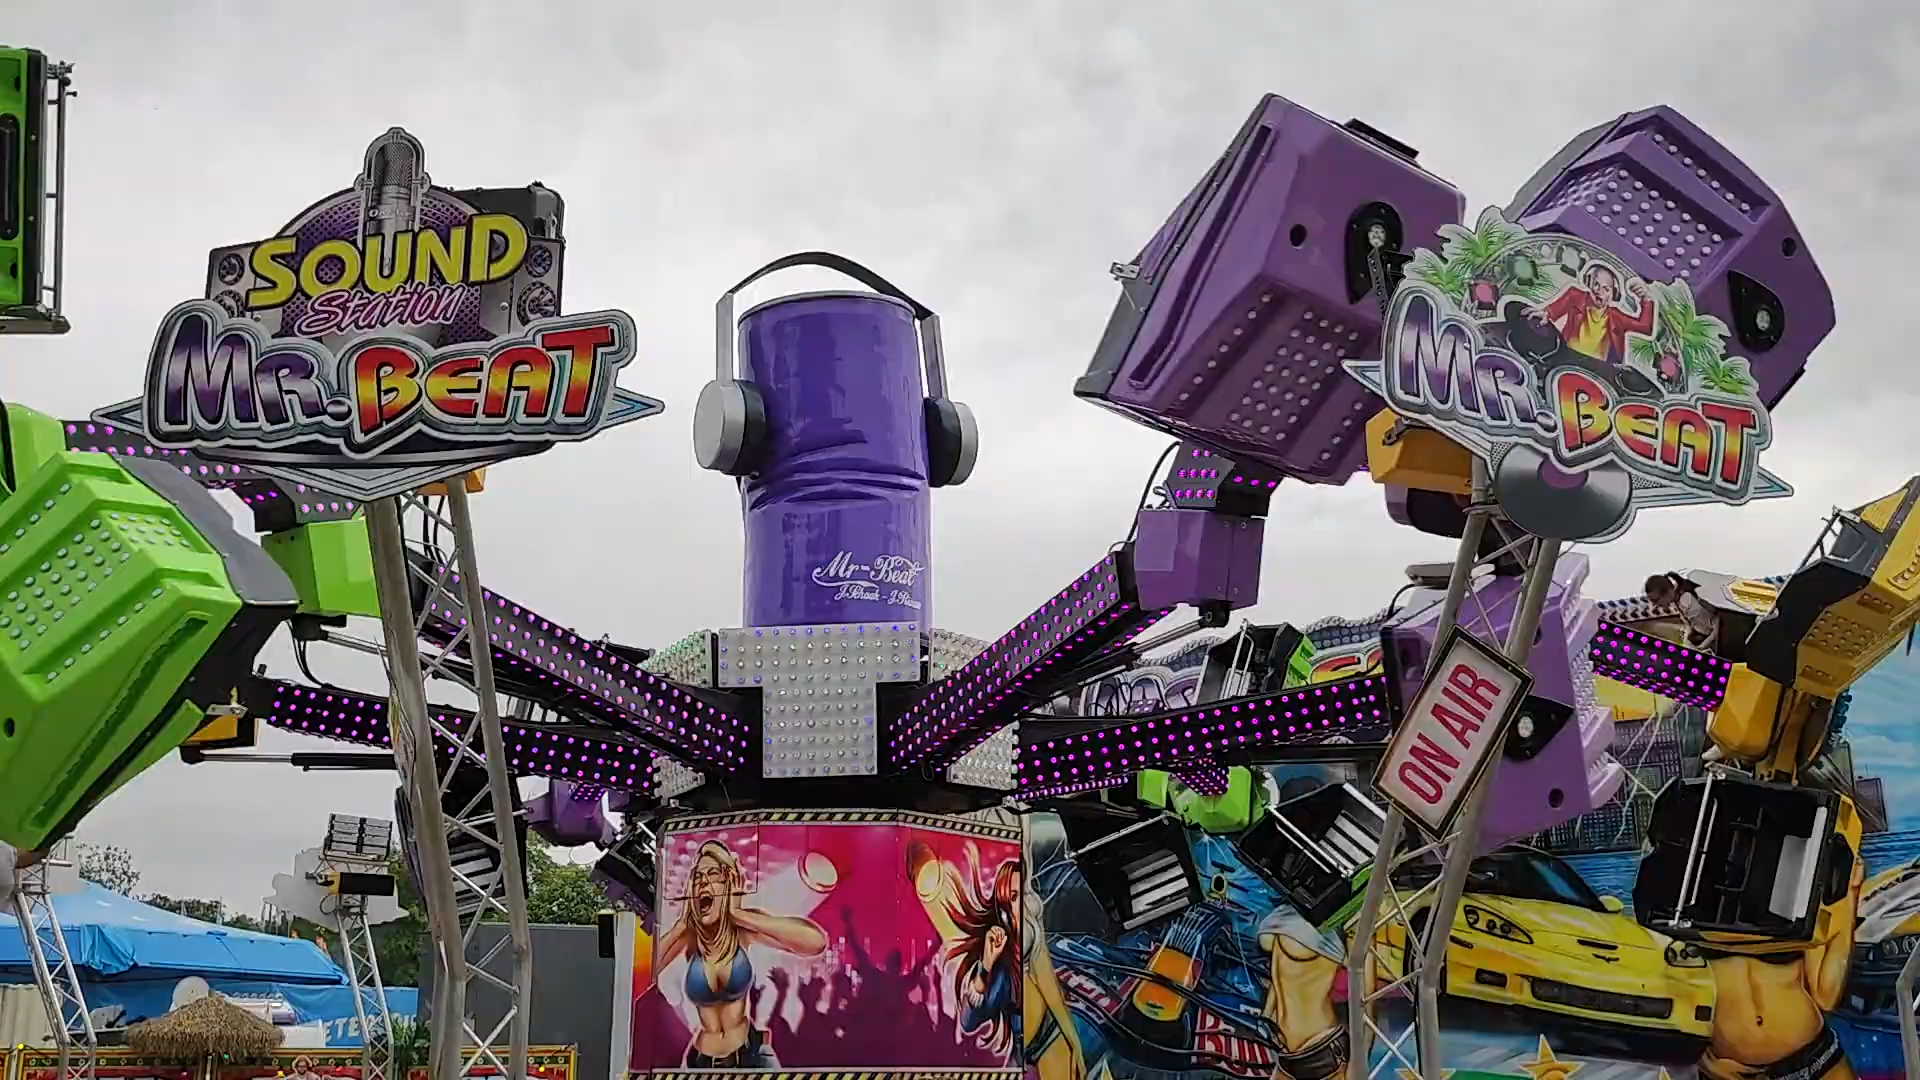 SOUND
Station
MR. BEAT
MR. BEAT
Mr-Beat
ON AIR